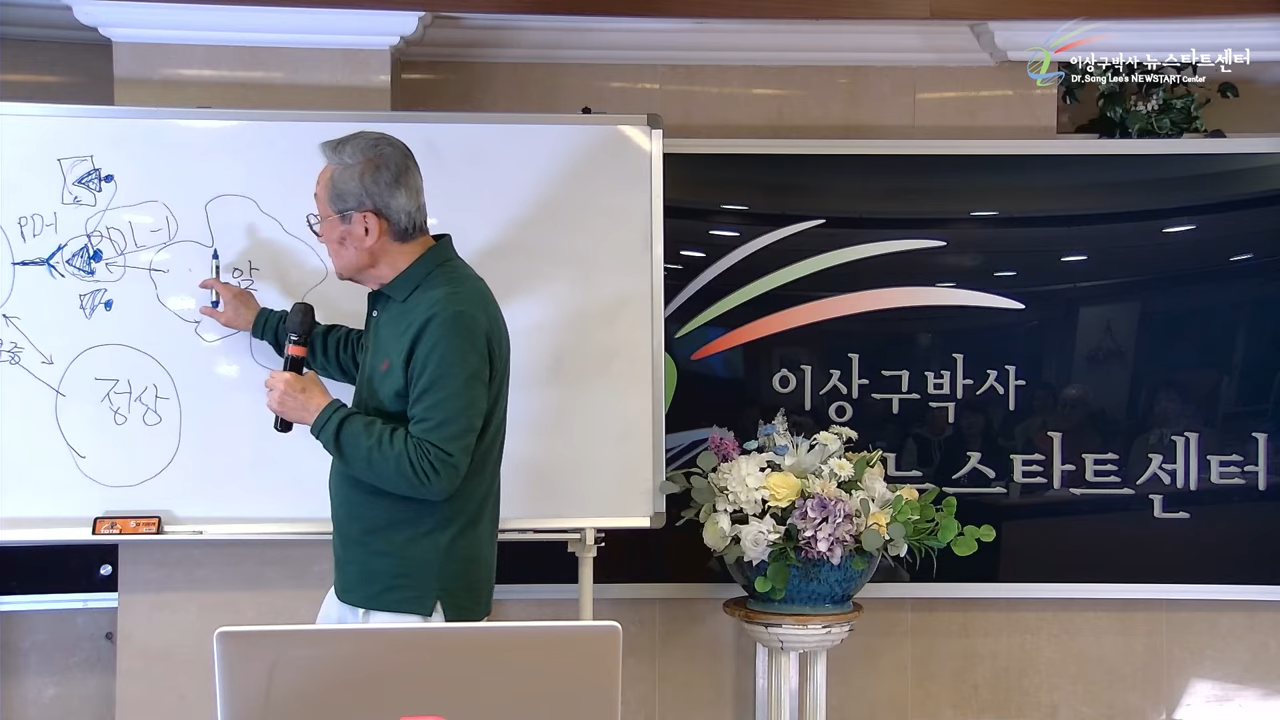 이상구박사 뉴스타트센터
Dr. Sang Lee's NEWSTART Center
PD-1
PDL-1
암
정상
이상구박사
뉴스타트센터